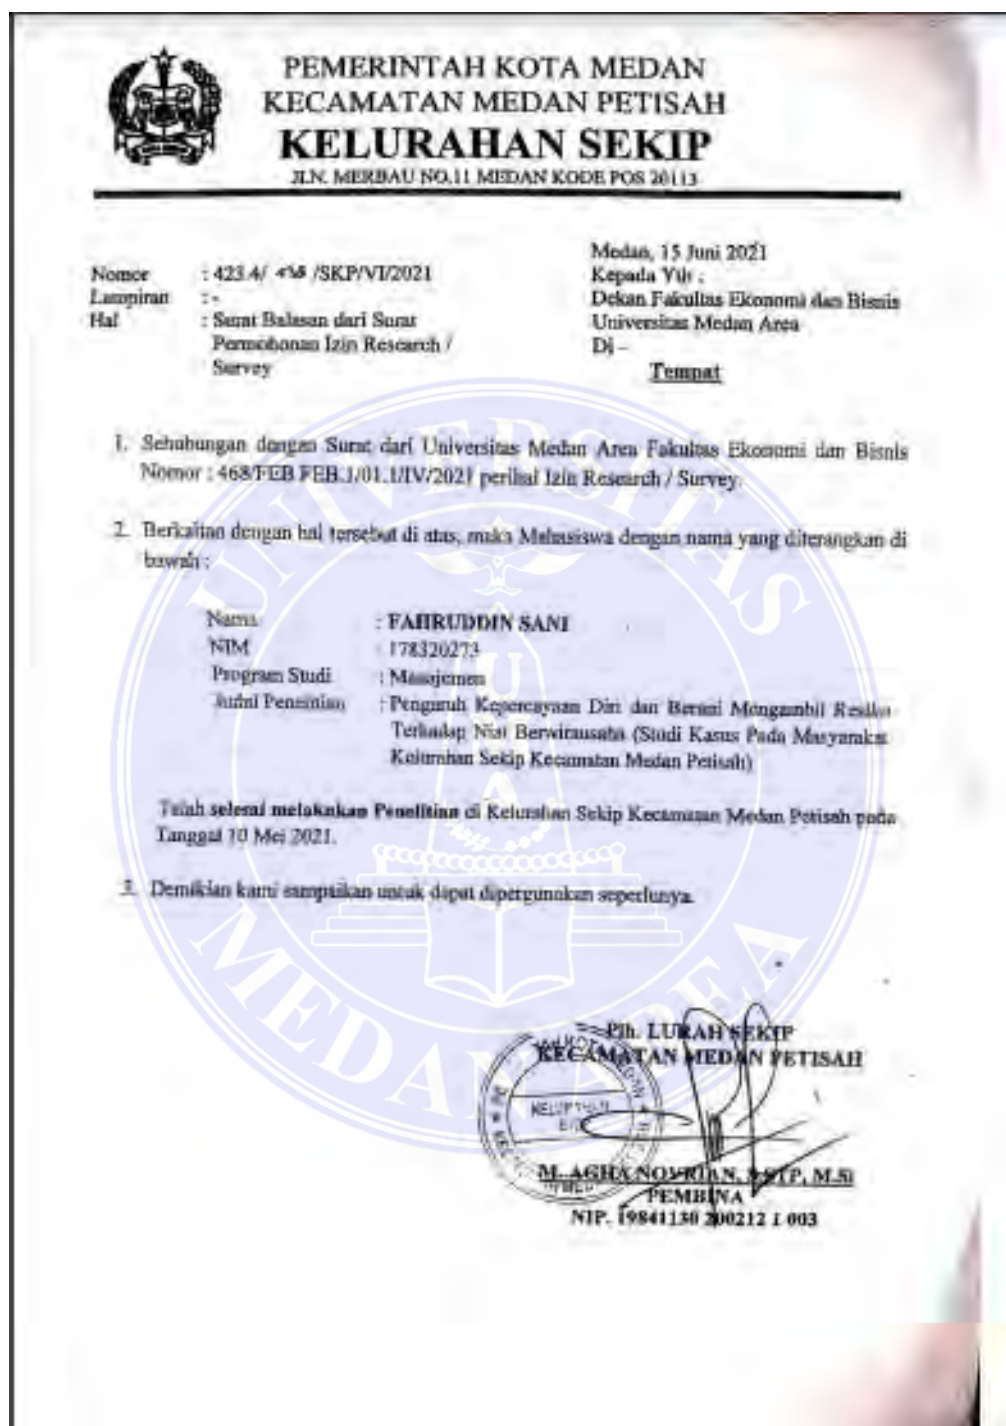 PEMERINTAH KOTA MEDAN
KECAMATAN MEDAN PETISAH
KELURAHAN SEKIP
JLN. MERBAU NO.11 MEDAN KODE POS 20113
Medan, 15 Juni 2021
Nomor : 423.4/ /SKP/VI/2021
Kepada Yth :
Lampiran : -
Dekan Fakultas Ekonomi dan Bisnis
Hal : Surat Balasan dari Surat
Universitas Medan Area
Permohonan Izin Research /
Di –
Survey
Tempat
1. Sehubungan dengan Surat dari Universitas Medan Area Fakultas Ekonomi dan Bisnis
Nomor : 468/FEB FEB.1/01.1/IV/2021 perihal Izin Research / Survey.
2. Berkaitan dengan hal tersebut di atas, maka Mahasiswa dengan nama yang diterangkan di
bawah :
Nama : FAHRUDDIN SANI
NIM : 178320273
Program Studi : Manajemen
Judul Penelitian : Pengaruh Kepercayaan Diri dan Berani Mengambil Resiko
Terhadap Niat Berwirausaha (Studi Kasus Pada Masyarakat
Kelurahan Sekip Kecamatan Medan Petisah)
Telah selesai melakukan Penelitian di Kelurahan Sekip Kecamatan Medan Petisah pada
Tanggal 10 Mei 2021.
3. Demikian kami sampaikan untuk dapat dipergunakan seperlunya.
Plh. LURAH SEKIP
KECAMATAN MEDAN PETISAH
M. AGHA NOVRIAN, S.STP, M.Si
PEMBINA
NIP. 19841130 200212 1 003
UNIVERSITAS
MEDAN AREA